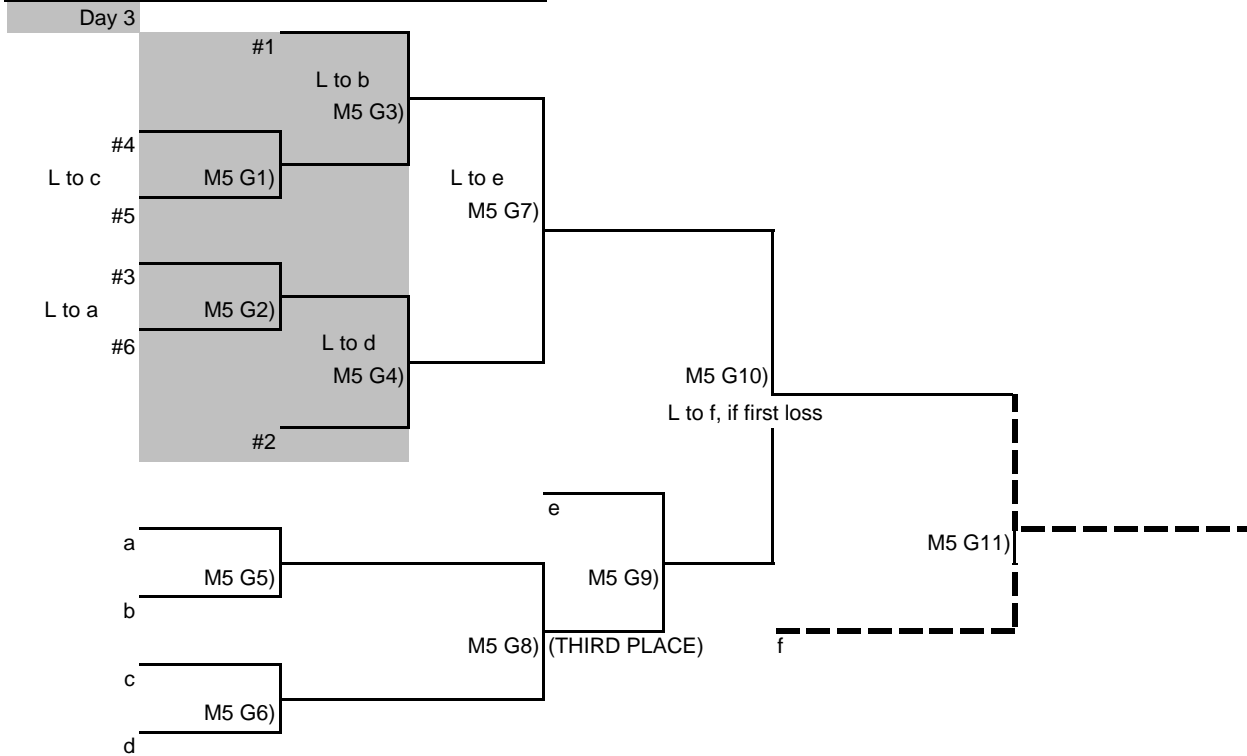 Day 3
#1
L to b
M5 G3)
#4
L to c
M5 G1)
L to e
#5
M5 G7)
#3
L to a
M5 G2)
#6
L to d
M5 G4)
M5 G10)
L to f, if first loss
#2
e
a
M5 G11)
M5 G5)
M5 G9)
b
M5 G8)
(THIRD PLACE)
f
c
M5 G6)
d